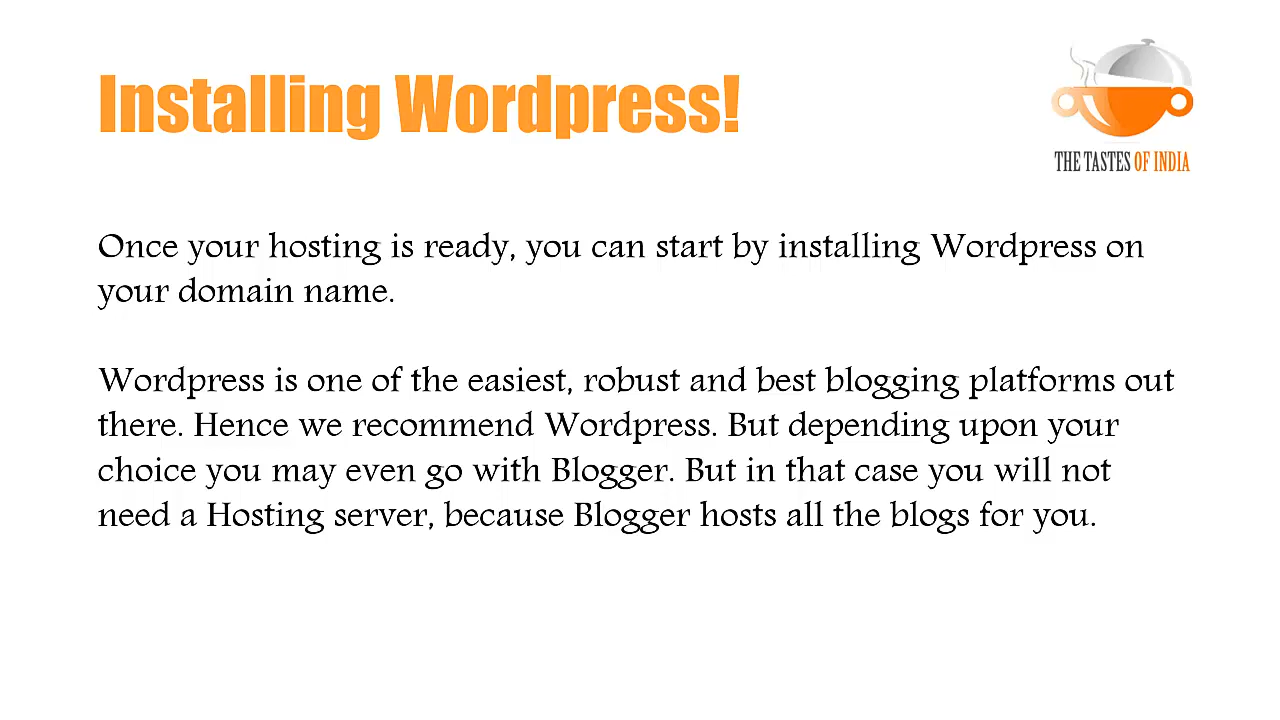 Installing Wordpress!
THE TASTES OF INDIA
Once your hosting is ready, you can start by installing Wordpress on
your domain name.
Wordpress is one of the easiest, robust and best blogging platforms out
there. Hence we recommend Wordpress. But depending upon your
choice you may even go with Blogger. But in that case you will not
need a Hosting server, because Blogger hosts all the blogs for you.